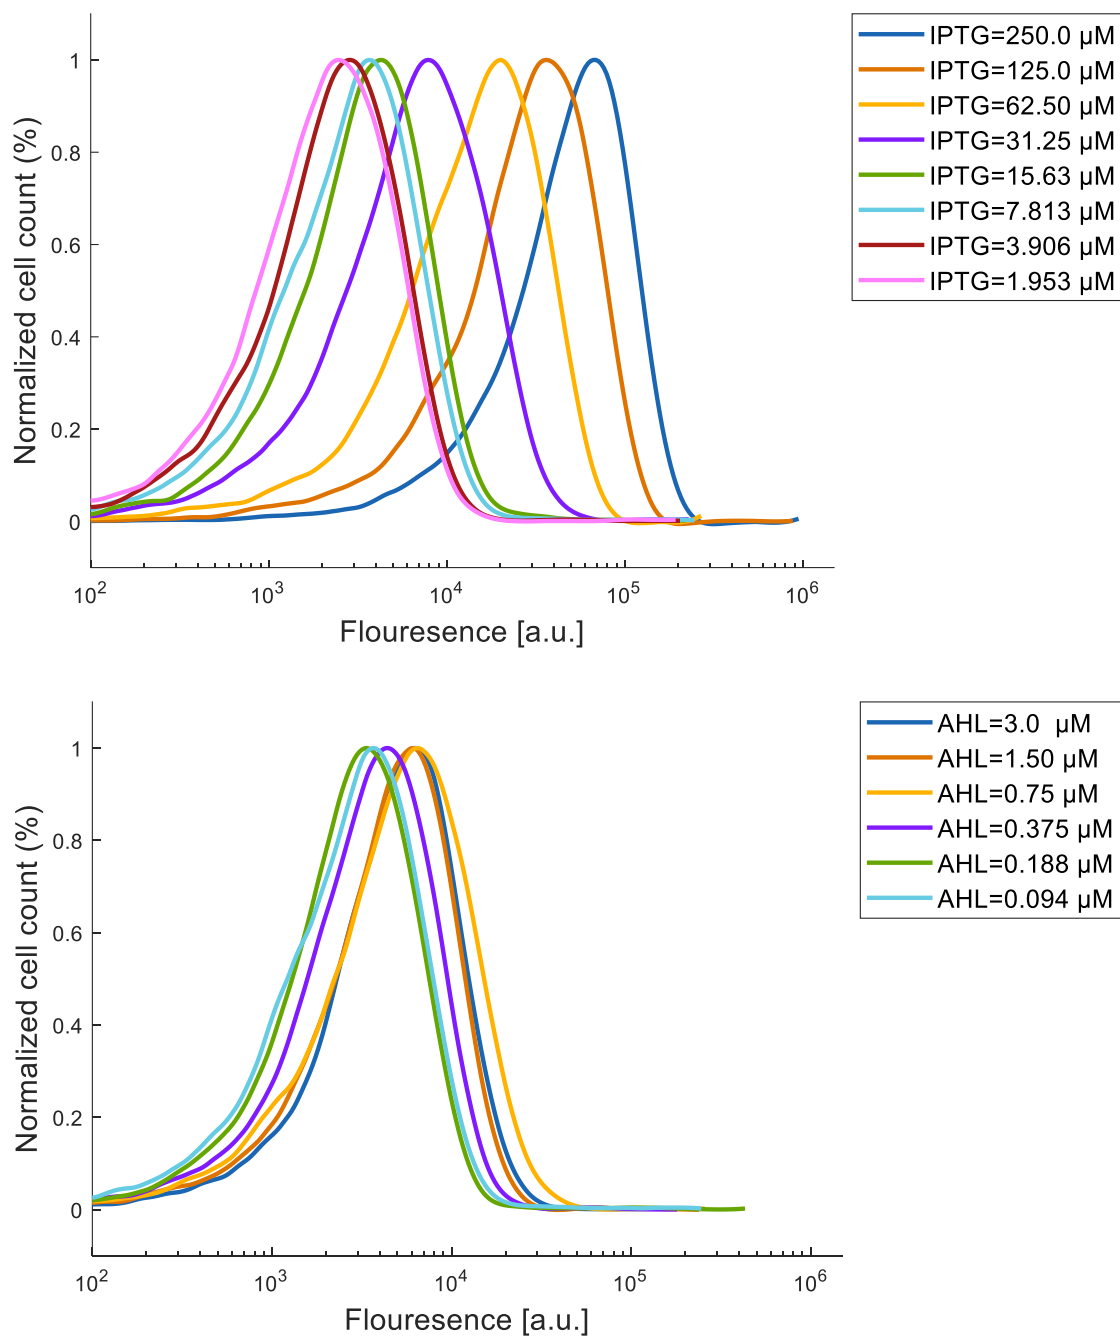 Normalized cell count (%)
1
0.8
0.6
0.4
0.2
0
10²
10³
10⁴
10⁵
10⁶
Flouresence [a.u.]
IPTG=250.0 µM
IPTG=125.0 µM
IPTG=62.50 µM
IPTG=31.25 µM
IPTG=15.63 µM
IPTG=7.813 µM
IPTG=3.906 µM
IPTG=1.953 µM
Normalized cell count (%)
1
0.8
0.6
0.4
0.2
0
10²
10³
10⁴
10⁵
10⁶
Flouresence [a.u.]
AHL=3.0 µM
AHL=1.50 µM
AHL=0.75 µM
AHL=0.375 µM
AHL=0.188 µM
AHL=0.094 µM